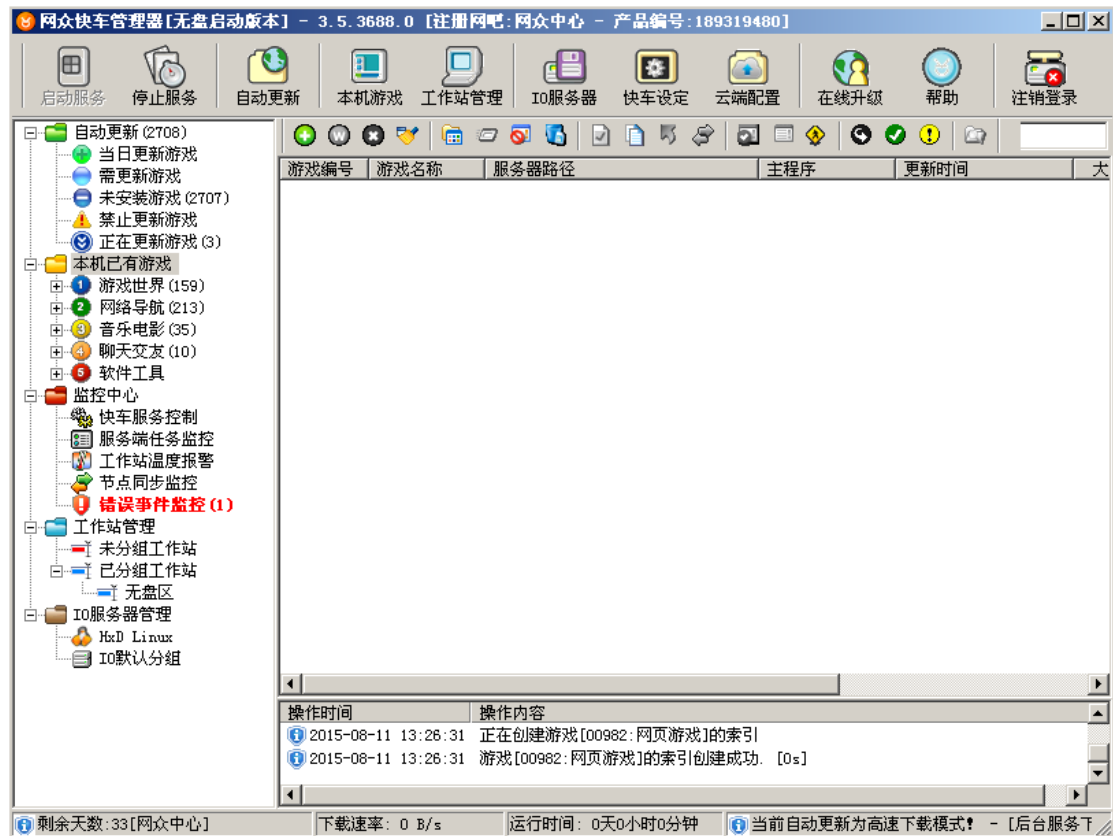 网众快车管理器[无盘启动版本] - 3.5.3688.0 [注册网吧:网众中心 - 产品编号:189319480]
启动服务 停止服务 自动更新 本机游戏 工作站管理 IO服务器 快车设定 云端配置 在线升级 帮助 注销登录
自动更新(2708)
当日更新游戏
需更新游戏
未安装游戏(2707)
禁止更新游戏
正在更新游戏(3)
本机已有游戏
1 游戏世界(159)
2 网络导航(213)
3 音乐电影(35)
4 聊天交友(10)
5 软件工具
监控中心
快车服务控制
服务端任务监控
工作站温度报警
节点同步监控
错误事件监控(1)
工作站管理
未分组工作站
已分组工作站
无盘区
IO服务器管理
HxD Linux
IO默认分组
游戏编号 游戏名称 服务器路径 主程序 更新时间 大
操作时间 操作内容
2015-08-11 13:26:31 正在创建游戏[00982:网页游戏]的索引
2015-08-11 13:26:31 游戏[00982:网页游戏]的索引创建成功. [0s]
剩余天数:33[网众中心] 下载速率: 0 B/s 运行时间: 0天0小时0分钟 当前自动更新为高速下载模式! - [后台服务下